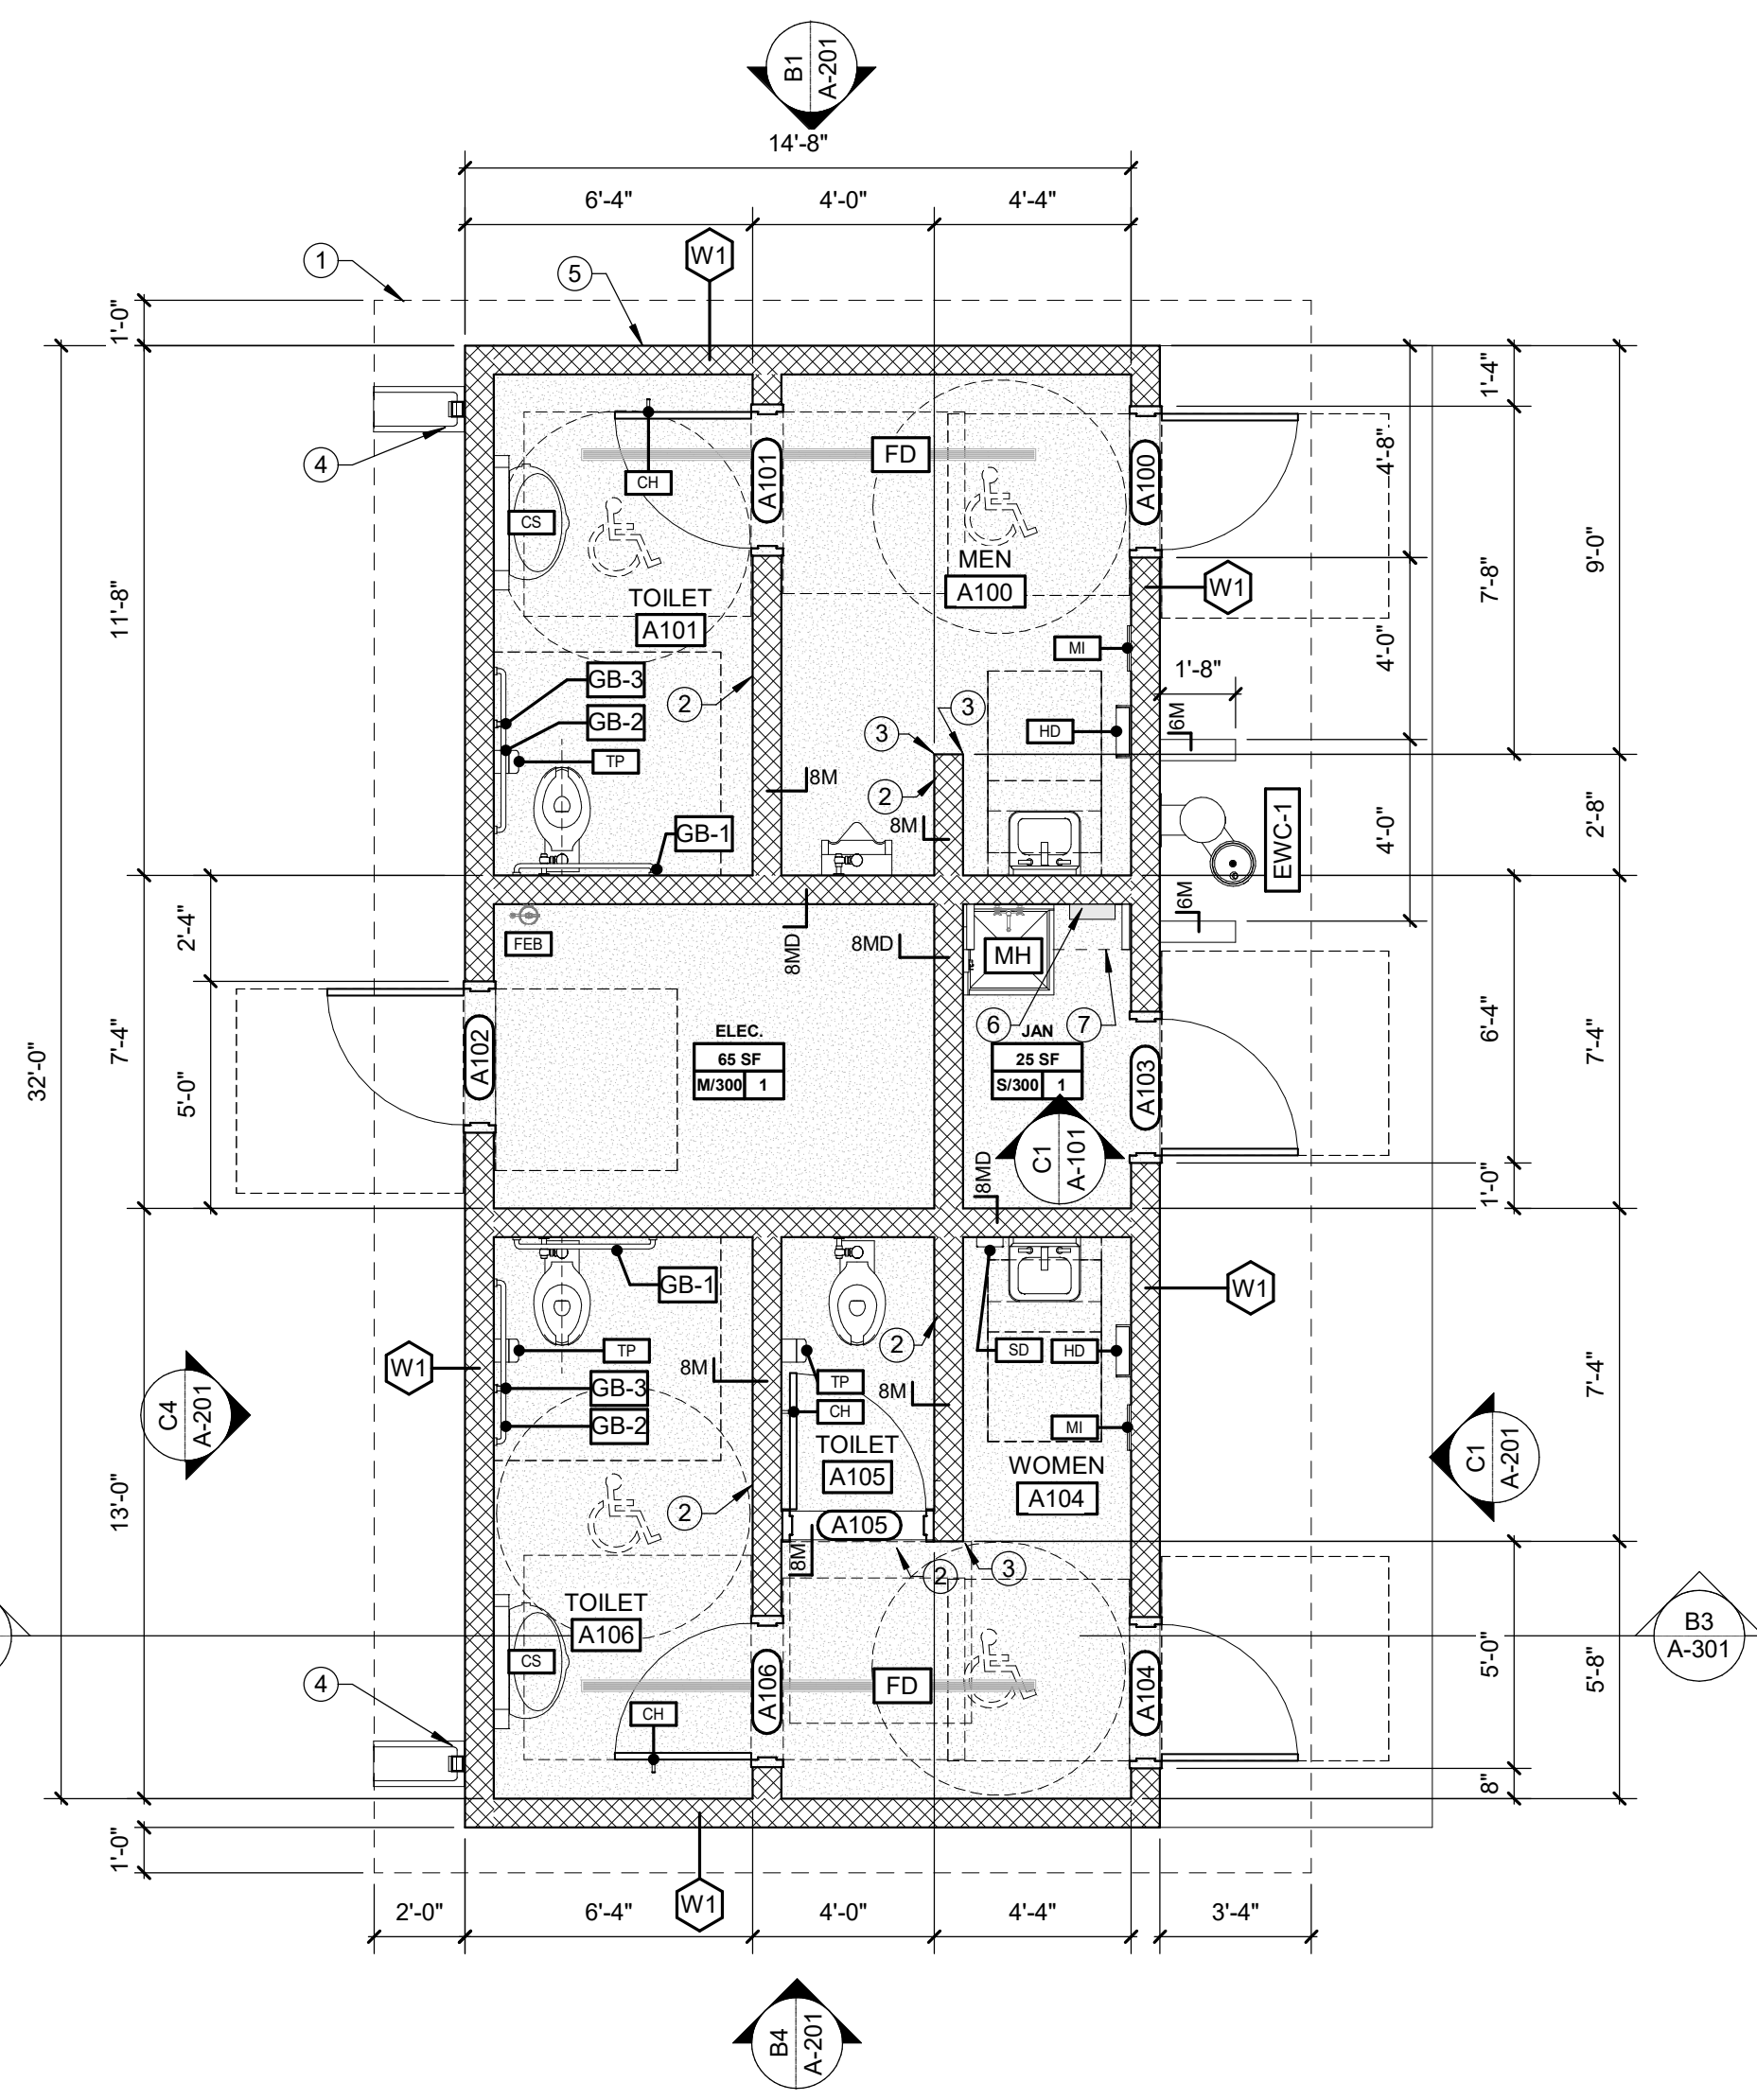 B1
A-201
14'-8"
6'-4"
4'-0"
4'-4"
1
5
W1
1'-0"
1'-4"
4
CH
FD
A101
A100
4'-8"
CS
9'-0"
MEN
A100
W1
7'-8"
11'-8"
TOILET
A101
MI
4'-0"
1'-8"
GB-3
2
GB-2
3
3
HD
6M
TP
8M
2
8M
2'-8"
GB-1
EWC-1
4'-0"
2'-4"
FEB
8MD
8MD
MH
6M
6
7
ELEC.
65 SF
M/300
1
JAN
25 SF
S/300
1
A102
A103
6'-4"
7'-4"
32'-0"
7'-4"
5'-0"
C1
A-101
8MD
1'-0"
GB-1
W1
2
W1
TP
SD
HD
8M
TP
GB-3
CH
8M
7'-4"
C4
A-201
GB-2
MI
TOILET
A105
WOMEN
A104
C1
A-201
13'-0"
2
A105
8M
2
3
TOILET
A106
B3
A-301
CS
A106
FD
A104
5'-0"
5'-8"
4
CH
8"
1'-0"
W1
2'-0"
6'-4"
4'-0"
4'-4"
3'-4"
B4
A-201